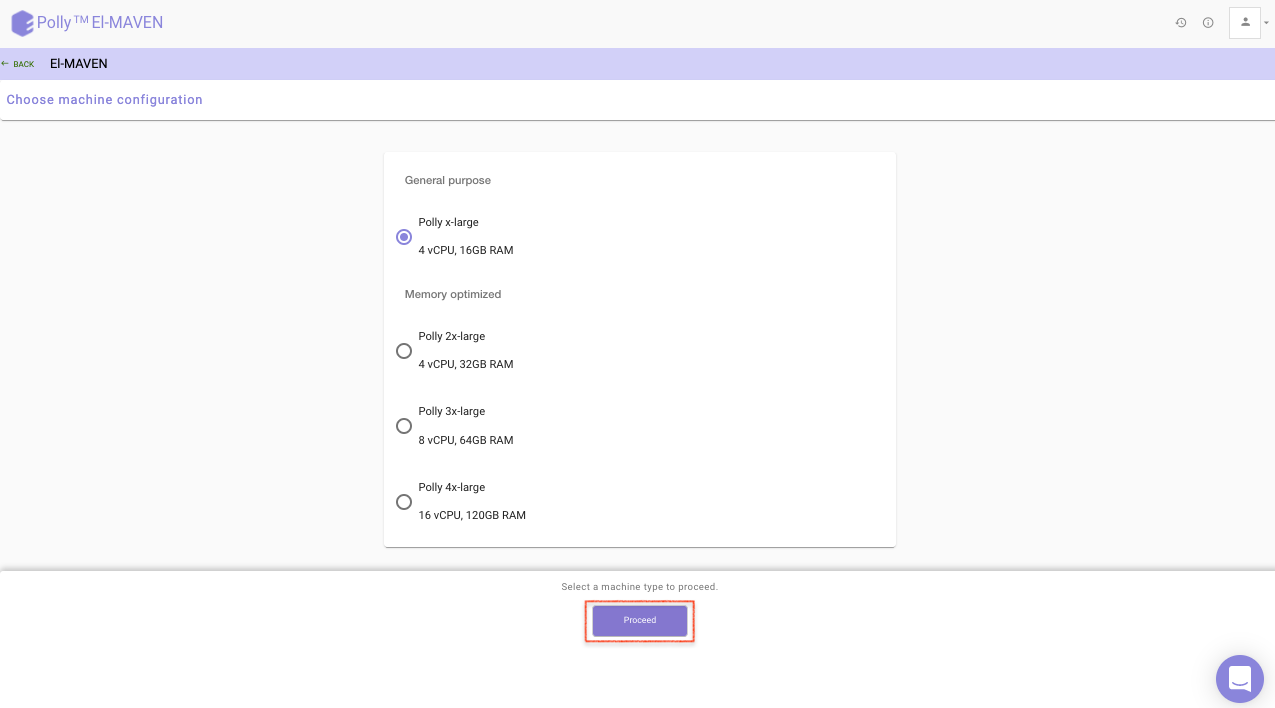 Polly™ El-MAVEN
← BACK El-MAVEN
Choose machine configuration
General purpose
Polly x-large
4 vCPU, 16GB RAM
Memory optimized
Polly 2x-large
4 vCPU, 32GB RAM
Polly 3x-large
8 vCPU, 64GB RAM
Polly 4x-large
16 vCPU, 120GB RAM
Select a machine type to proceed.
Proceed